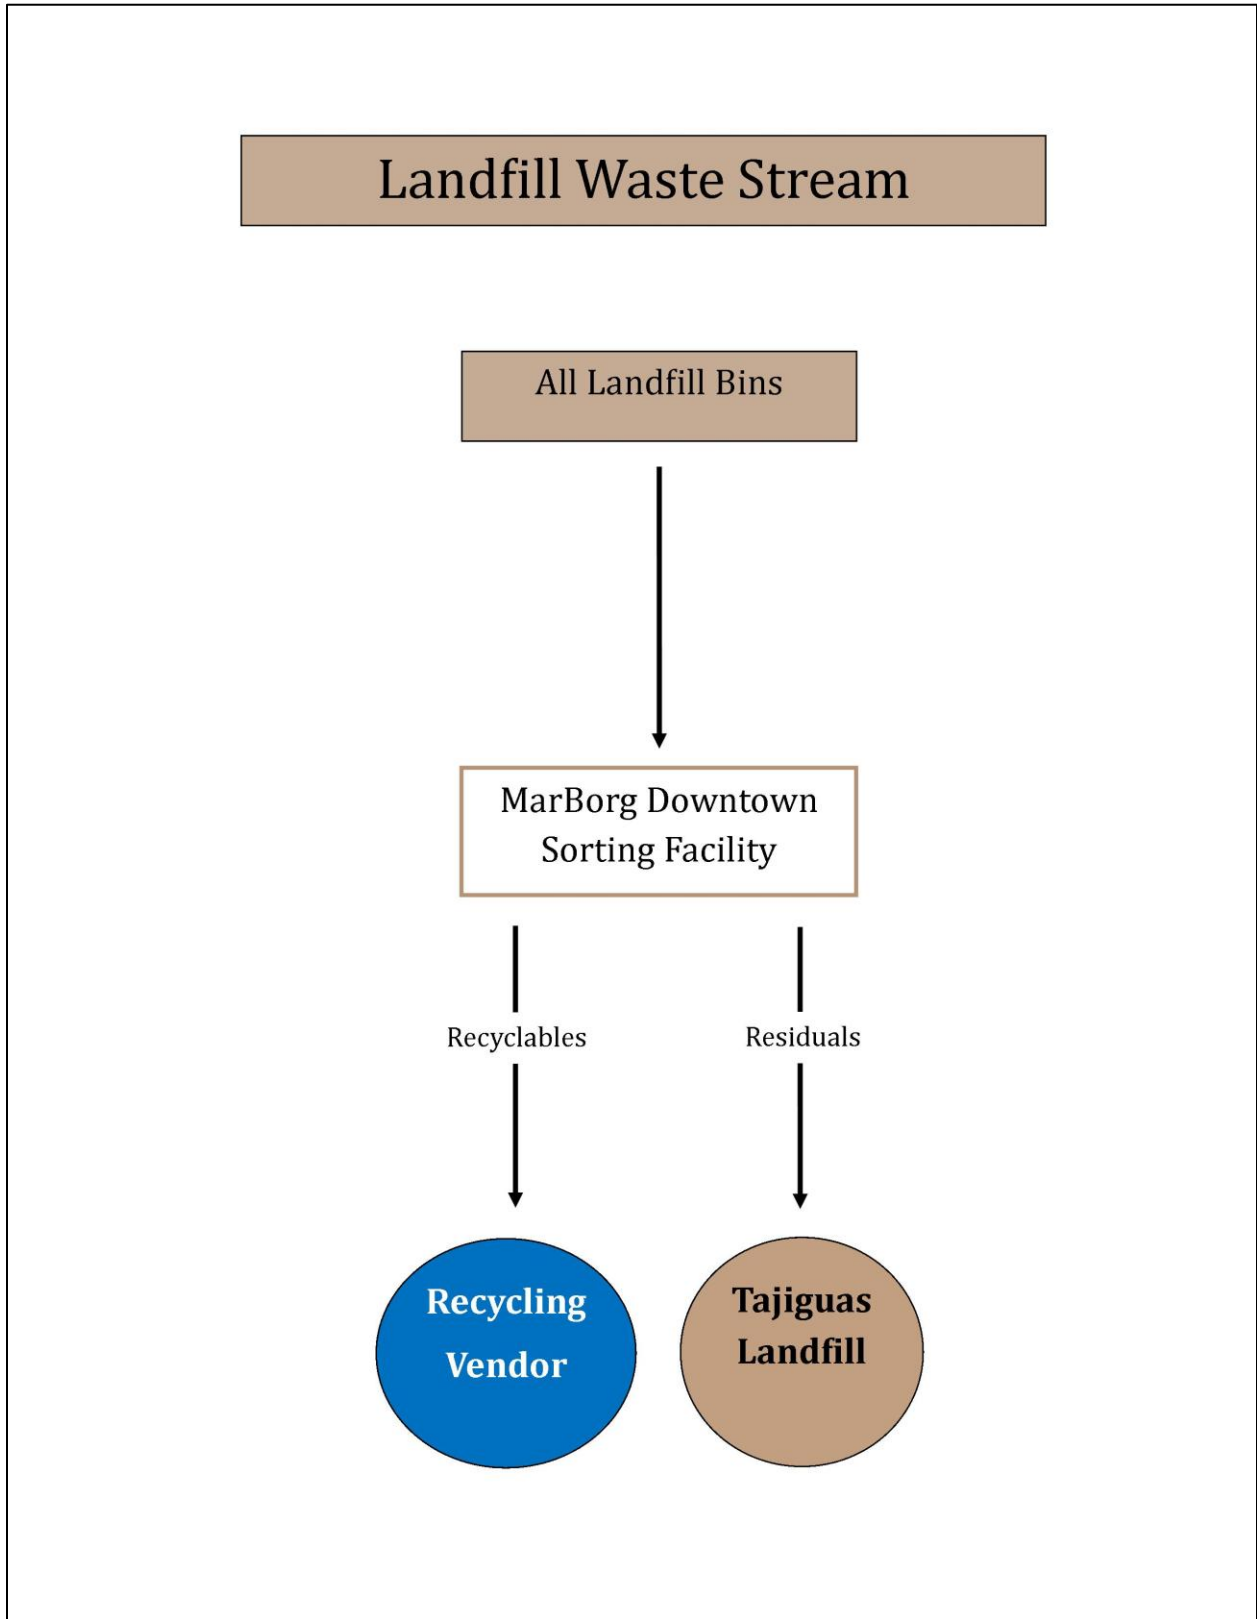 Landfill Waste Stream
All Landfill Bins
MarBorg Downtown
Sorting Facility
Recyclables
Residuals
Recycling
Vendor
Tajiguas
Landfill